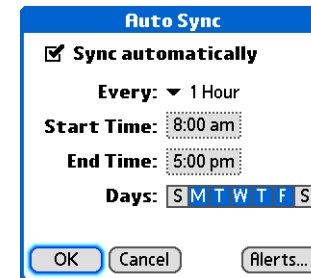 Auto Sync
Sync automatically
Every: 1 Hour
Start Time: 8:00 am
End Time: 5:00 pm
Days: S M T W T F S
OK Cancel Alerts...